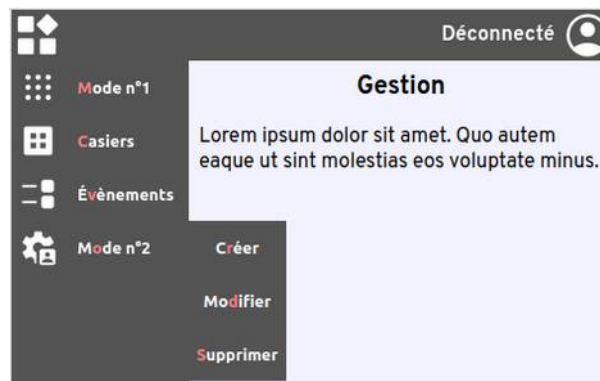 Déconnecté
Mode n°1
Gestion
Casiers
Lorem ipsum dolor sit amet. Quo autem
eaque ut sint molestias eos voluptate minus.
Évènements
Mode n°2
Créer
Modifier
Supprimer